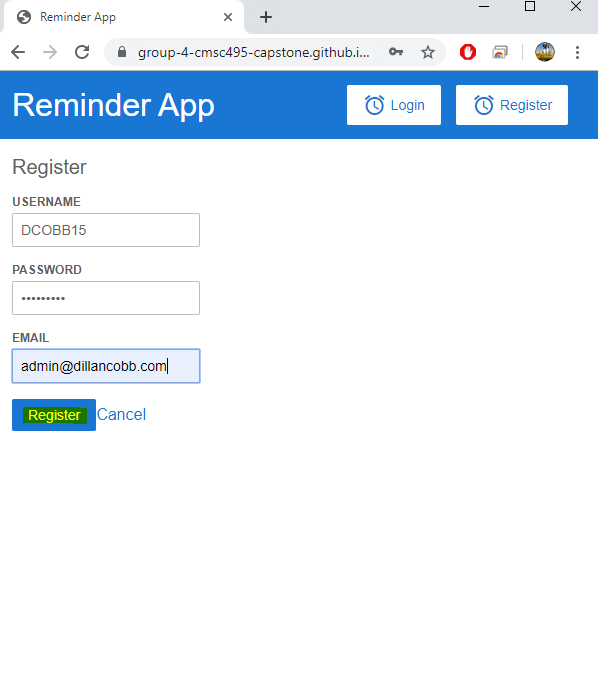 Reminder App
group-4-cmsc495-capstone.github.i...
Reminder App
Login
Register
Register
USERNAME
DCOBB15
PASSWORD
•••••••••
EMAIL
admin@dillancobb.com
Register Cancel